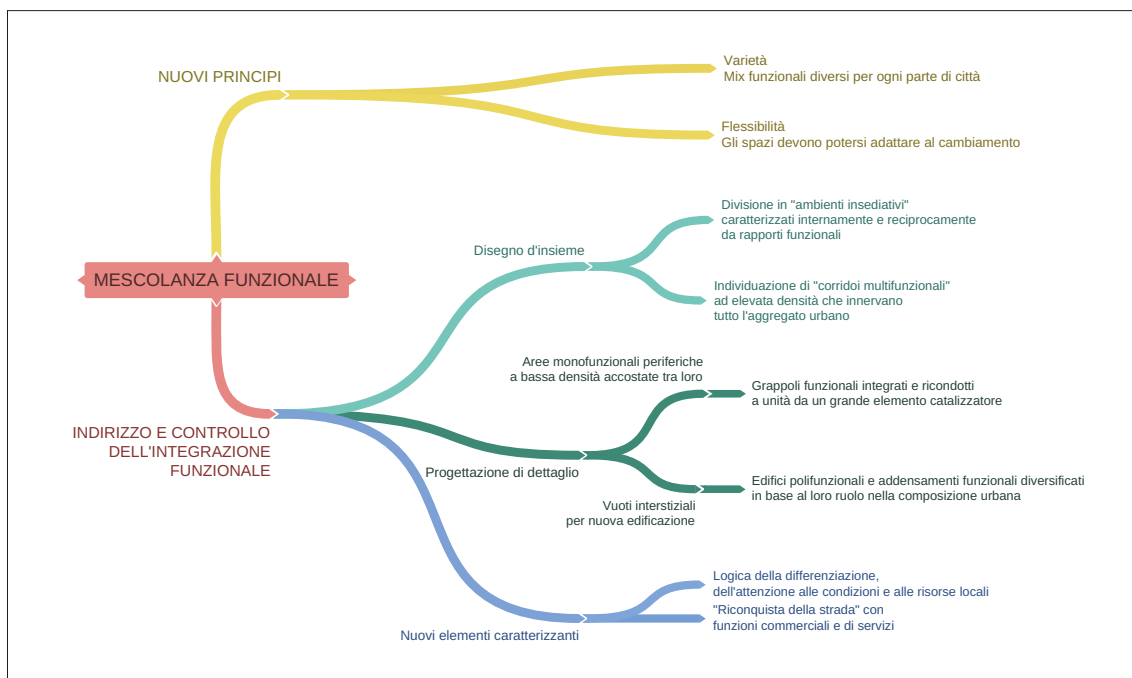 NUOVI PRINCIPI
Varietà
Mix funzionali diversi per ogni parte di città
Flessibilità
Gli spazi devono potersi adattare al cambiamento
MESCOLANZA FUNZIONALE
INDIRIZZO E CONTROLLO
DELL'INTEGRAZIONE
FUNZIONALE
Disegno d'insieme
Divisione in "ambienti insediativi"
caratterizzati internamente e reciprocamente
da rapporti funzionali
Individuazione di "corridoi multifunzionali"
ad elevata densità che innervano
tutto l'aggregato urbano
Progettazione di dettaglio
Aree monofunzionali periferiche
a bassa densità accostate tra loro
Grappoli funzionali integrati e ricondotti
a unità da un grande elemento catalizzatore
Vuoti interstiziali
per nuova edificazione
Edifici polifunzionali e addensamenti funzionali diversificati
in base al loro ruolo nella composizione urbana
Nuovi elementi caratterizzanti
Logica della differenziazione,
dell'attenzione alle condizioni e alle risorse locali
"Riconquista della strada" con
funzioni commerciali e di servizi